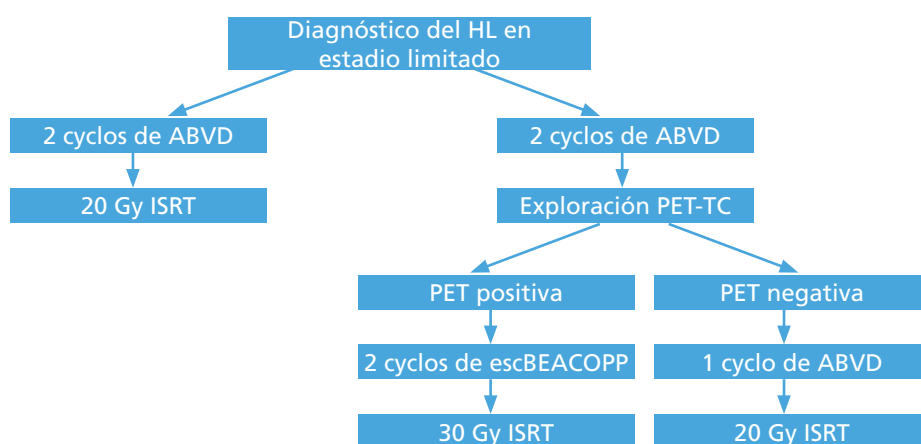 Diagnóstico del HL en
estadio limitado
2 cyclos de ABVD
2 cyclos de ABVD
20 Gy ISRT
Exploración PET-TC
PET positiva
PET negativa
2 cyclos de escBEACOPP
1 cyclo de ABVD
30 Gy ISRT
20 Gy ISRT